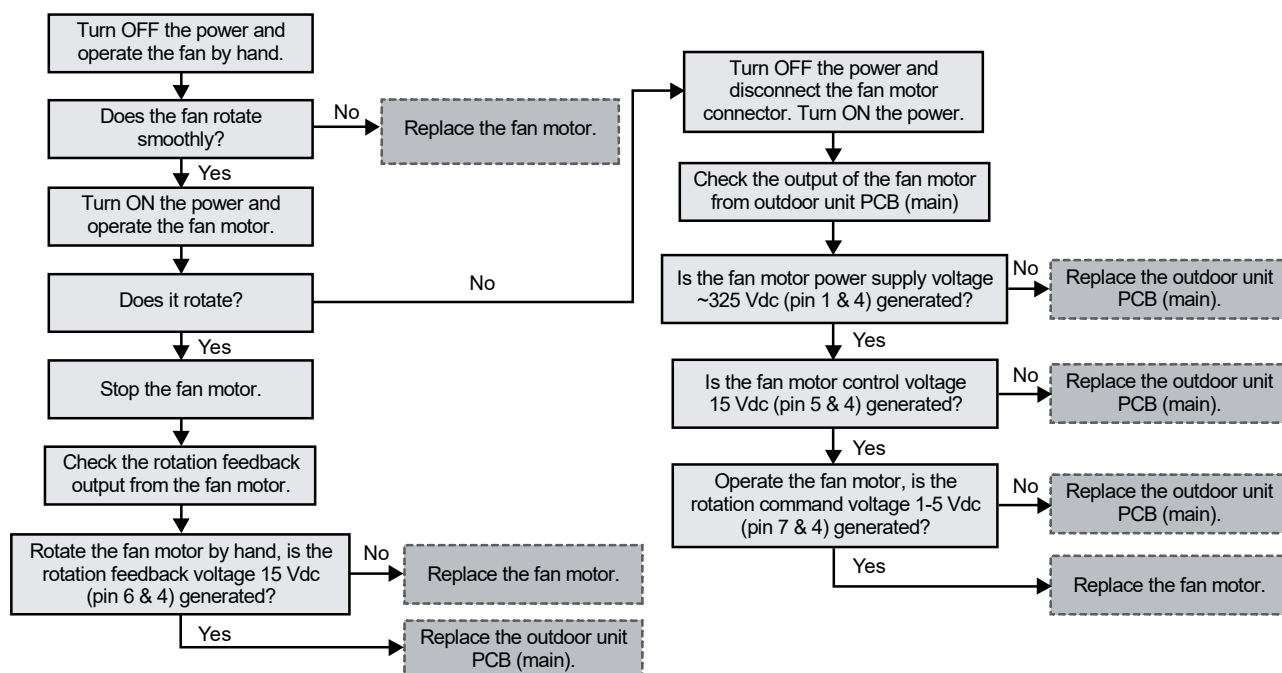 Turn OFF the power and
operate the fan by hand.
Does the fan rotate
smoothly?
No
Replace the fan motor.
Yes
Turn ON the power and
operate the fan motor.
Does it rotate?
No
Yes
Stop the fan motor.
Check the rotation feedback
output from the fan motor.
Rotate the fan motor by hand, is the
rotation feedback voltage 15 Vdc
(pin 6 & 4) generated?
No
Replace the fan motor.
Yes
Replace the outdoor unit
PCB (main).
Turn OFF the power and
disconnect the fan motor
connector. Turn ON the power.
Check the output of the fan motor
from outdoor unit PCB (main)
Is the fan motor power supply voltage
~325 Vdc (pin 1 & 4) generated?
No
Replace the outdoor unit
PCB (main).
Yes
Is the fan motor control voltage
15 Vdc (pin 5 & 4) generated?
No
Replace the outdoor unit
PCB (main).
Yes
Operate the fan motor, is the
rotation command voltage 1-5 Vdc
(pin 7 & 4) generated?
No
Replace the outdoor unit
PCB (main).
Yes
Replace the fan motor.